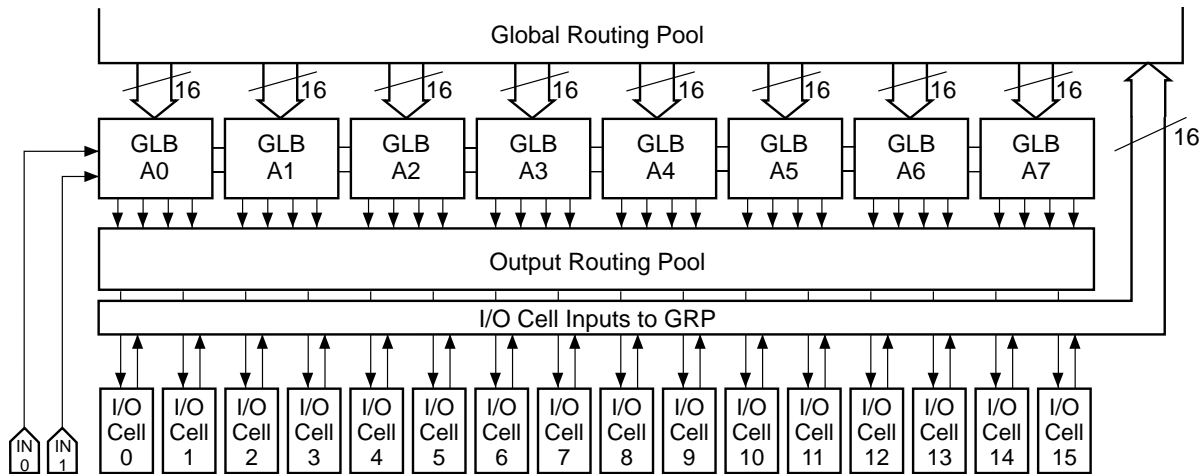 Global Routing Pool
16 16 16 16 16 16 16 16
16
GLB GLB GLB GLB GLB GLB GLB GLB
A0 A1 A2 A3 A4 A5 A6 A7
Output Routing Pool
I/O Cell Inputs to GRP
I/O I/O I/O I/O I/O I/O I/O I/O I/O I/O I/O I/O I/O I/O I/O I/O
Cell Cell Cell Cell Cell Cell Cell Cell Cell Cell Cell Cell Cell Cell Cell Cell
0 1 2 3 4 5 6 7 8 9 10 11 12 13 14 15
IN IN
0 1